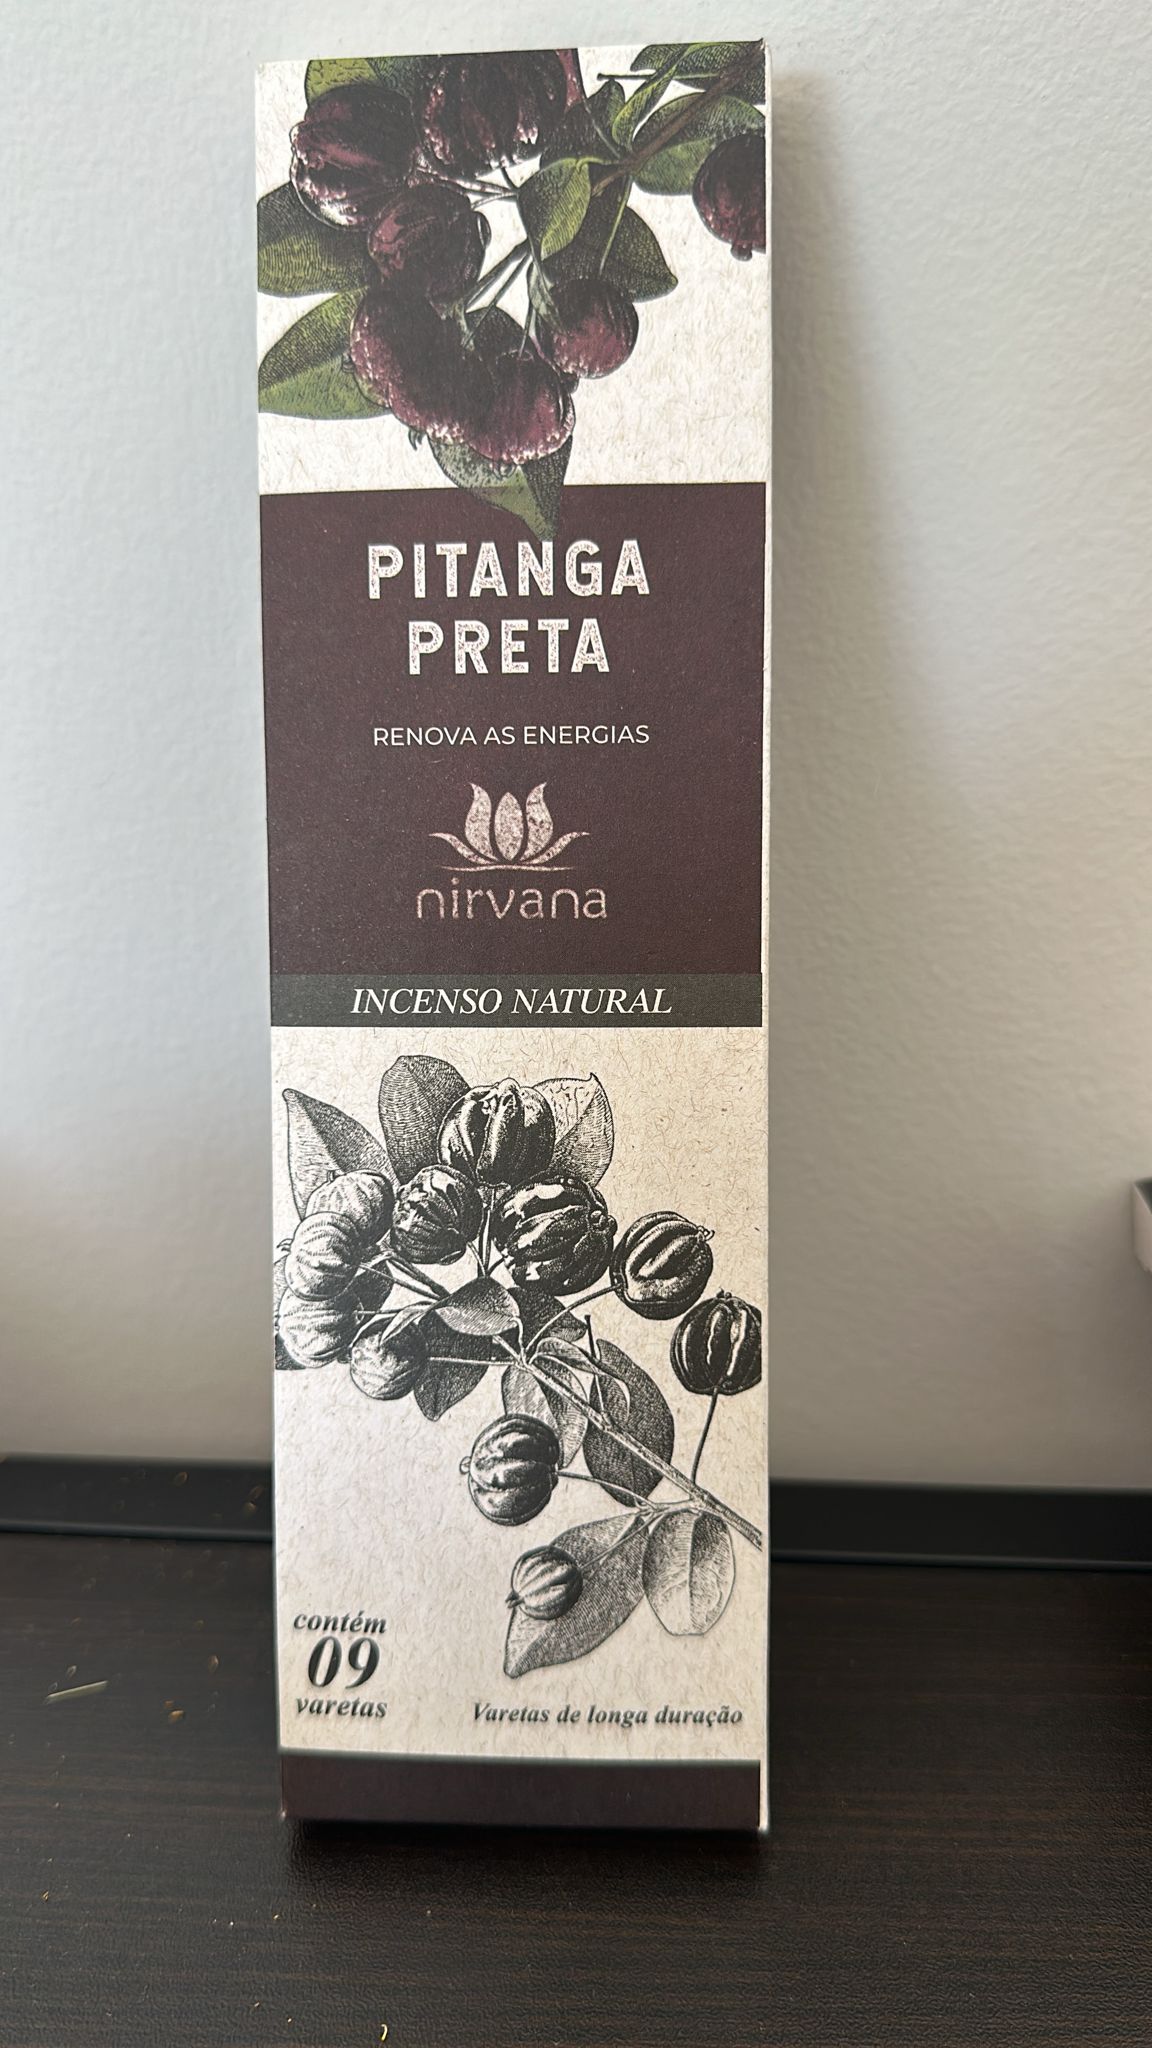 PITANGA
PRETA
RENOVA AS ENERGIAS
nirvana
INCENSO NATURAL
contém
09
varetas
Varetas de longa duração